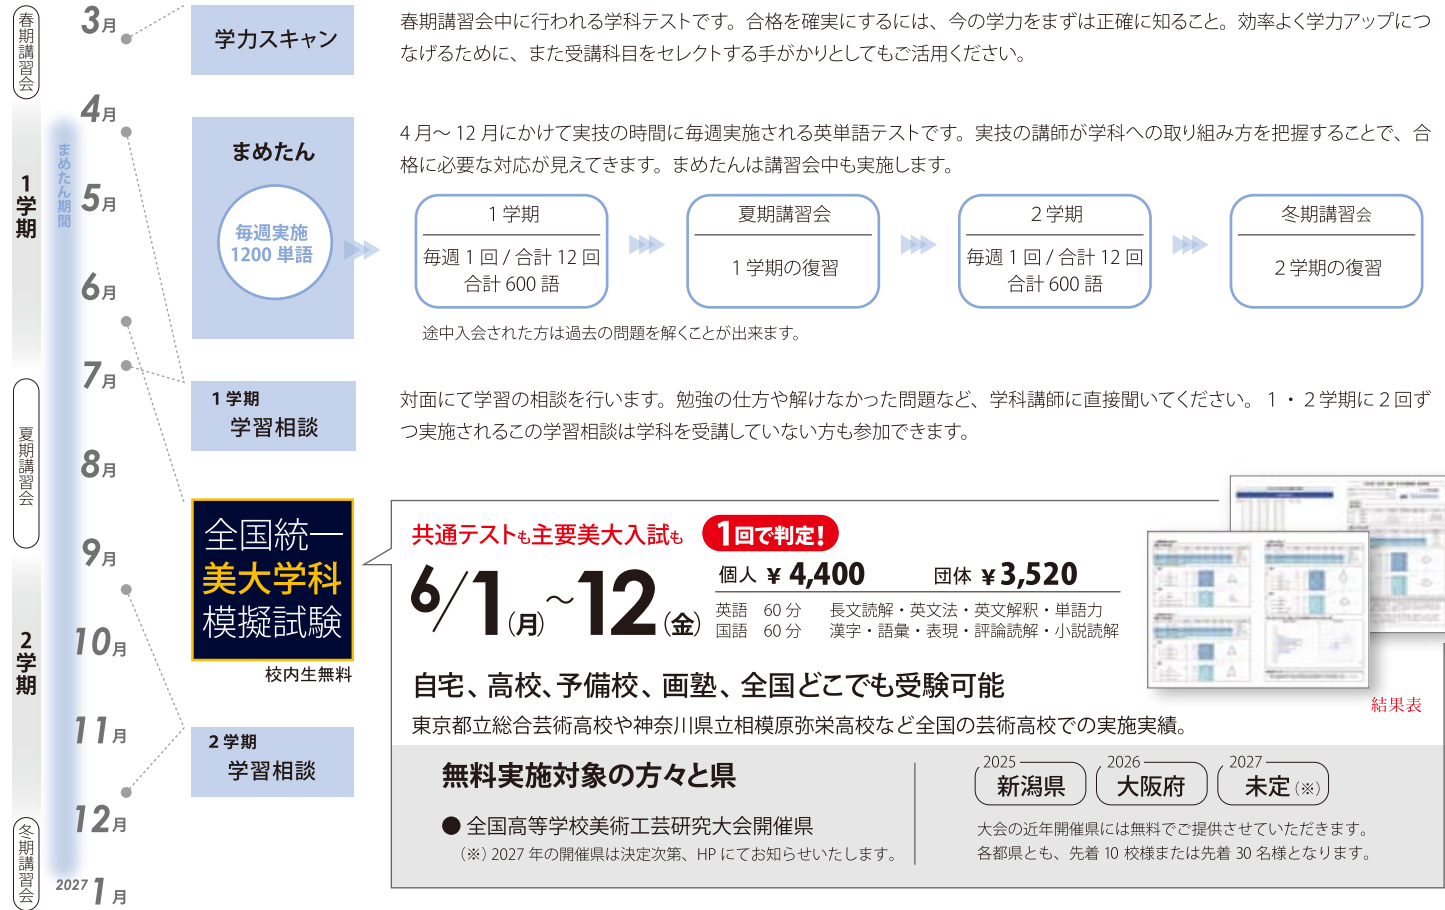 春期講習会
1学期
夏期講習会
2学期
冬期講習会
まめたん期間
3月
4月
5月
6月
7月
8月
9月
10月
11月
12月
2027 1月
学力スキャン
春期講習会中に行われる学科テストです。合格を確実にするには、今の学力をまずは正確に知ること。効率よく学力アップにつ
なげるために、また受講科目をセレクトする手がかりとしてもご活用ください。
まめたん
毎週実施
1200 単語
4月～12月にかけて実技の時間に毎週実施される英単語テストです。実技の講師が学科への取り組み方を把握することで、合
格に必要な対応が見えてきます。まめたんは講習会中も実施します。
1学期
毎週1回/合計12回
合計600語
夏期講習会
1学期の復習
2学期
毎週1回/合計12回
合計600語
冬期講習会
2学期の復習
途中入会された方は過去の問題を解くことが出来ます。
1学期
学習相談
対面にて学習の相談を行います。勉強の仕方や解けなかった問題など、学科講師に直接聞いてください。1・2学期に2回ず
つ実施されるこの学習相談は学科を受講していない方も参加できます。
全国統一
美大学科
模擬試験
校内生無料
共通テストも主要美大入試も 1回で判定!
6/1(月)～12(金)
個人 ¥4,400 団体 ¥3,520
英語 60分 長文読解・英文法・英文解釈・単語力
国語 60分 漢字・語彙・表現・評論読解・小説読解
自宅、高校、予備校、画塾、全国どこでも受験可能
東京都立総合芸術高校や神奈川県立相模原弥栄高校など全国の芸術高校での実施実績。
結果表
2学期
学習相談
無料実施対象の方々と県
● 全国高等学校美術工芸研究大会開催県
(※)2027年の開催県は決定次第、HPにてお知らせいたします。
2025 新潟県
2026 大阪府
2027 未定(※)
大会の近年開催県には無料でご提供させていただきます。
各都県とも、先着10校様または先着30名様となります。